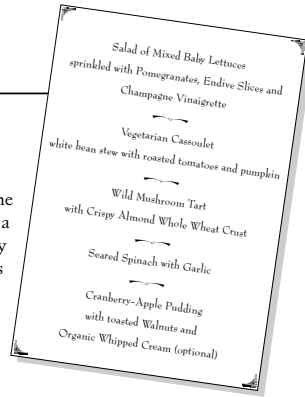 Salad of Mixed Baby Lettuces
sprinkled with Pomegranates, Endive Slices and
Champagne Vinaigrette
Vegetarian Cassoulet
white bean stew with roasted tomatoes and pumpkin
Wild Mushroom Tart
with Crispy Almond Whole Wheat Crust
Seared Spinach with Garlic
Cranberry-Apple Pudding
with toasted Walnuts and
Organic Whipped Cream (optional)
a